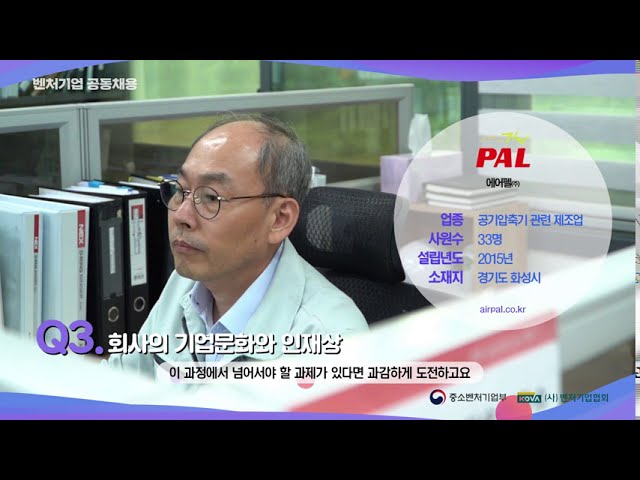 벤처기업 공동채용
PAL
에어펠(주)
업종 공기압축기 관련 제조업
사원수 33명
설립년도 2015년
소재지 경기도 화성시
airpal.co.kr
Q3. 회사의 기업문화와 인재상
이 과정에서 넘어서야 할 과제가 있다면 과감하게 도전하고요
중소벤처기업부 KOVA (사)벤처기업협회